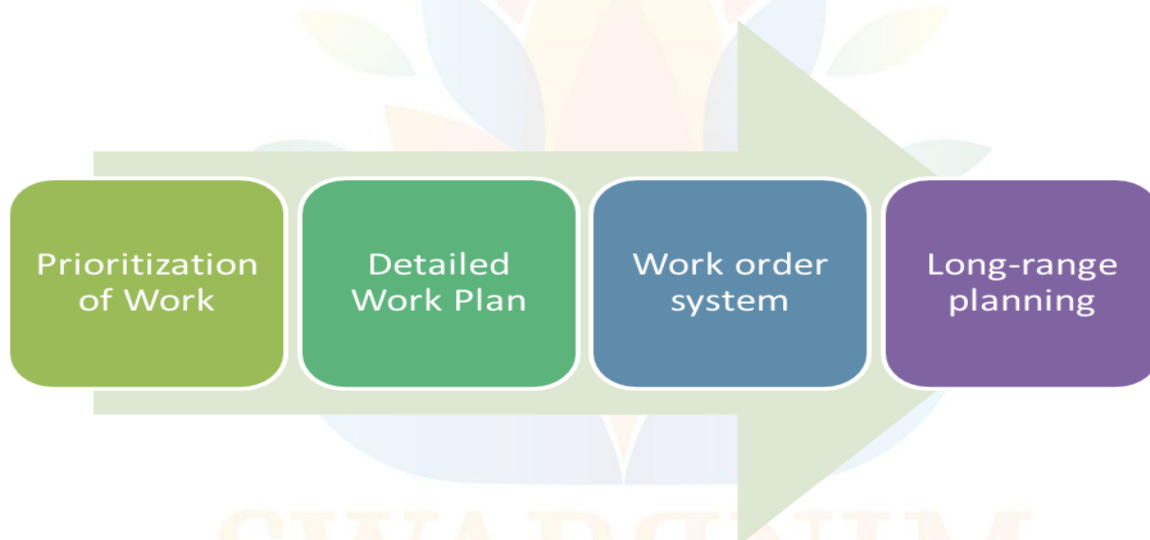 Prioritization
of Work
Detailed
Work Plan
Work order
system
Long-range
planning